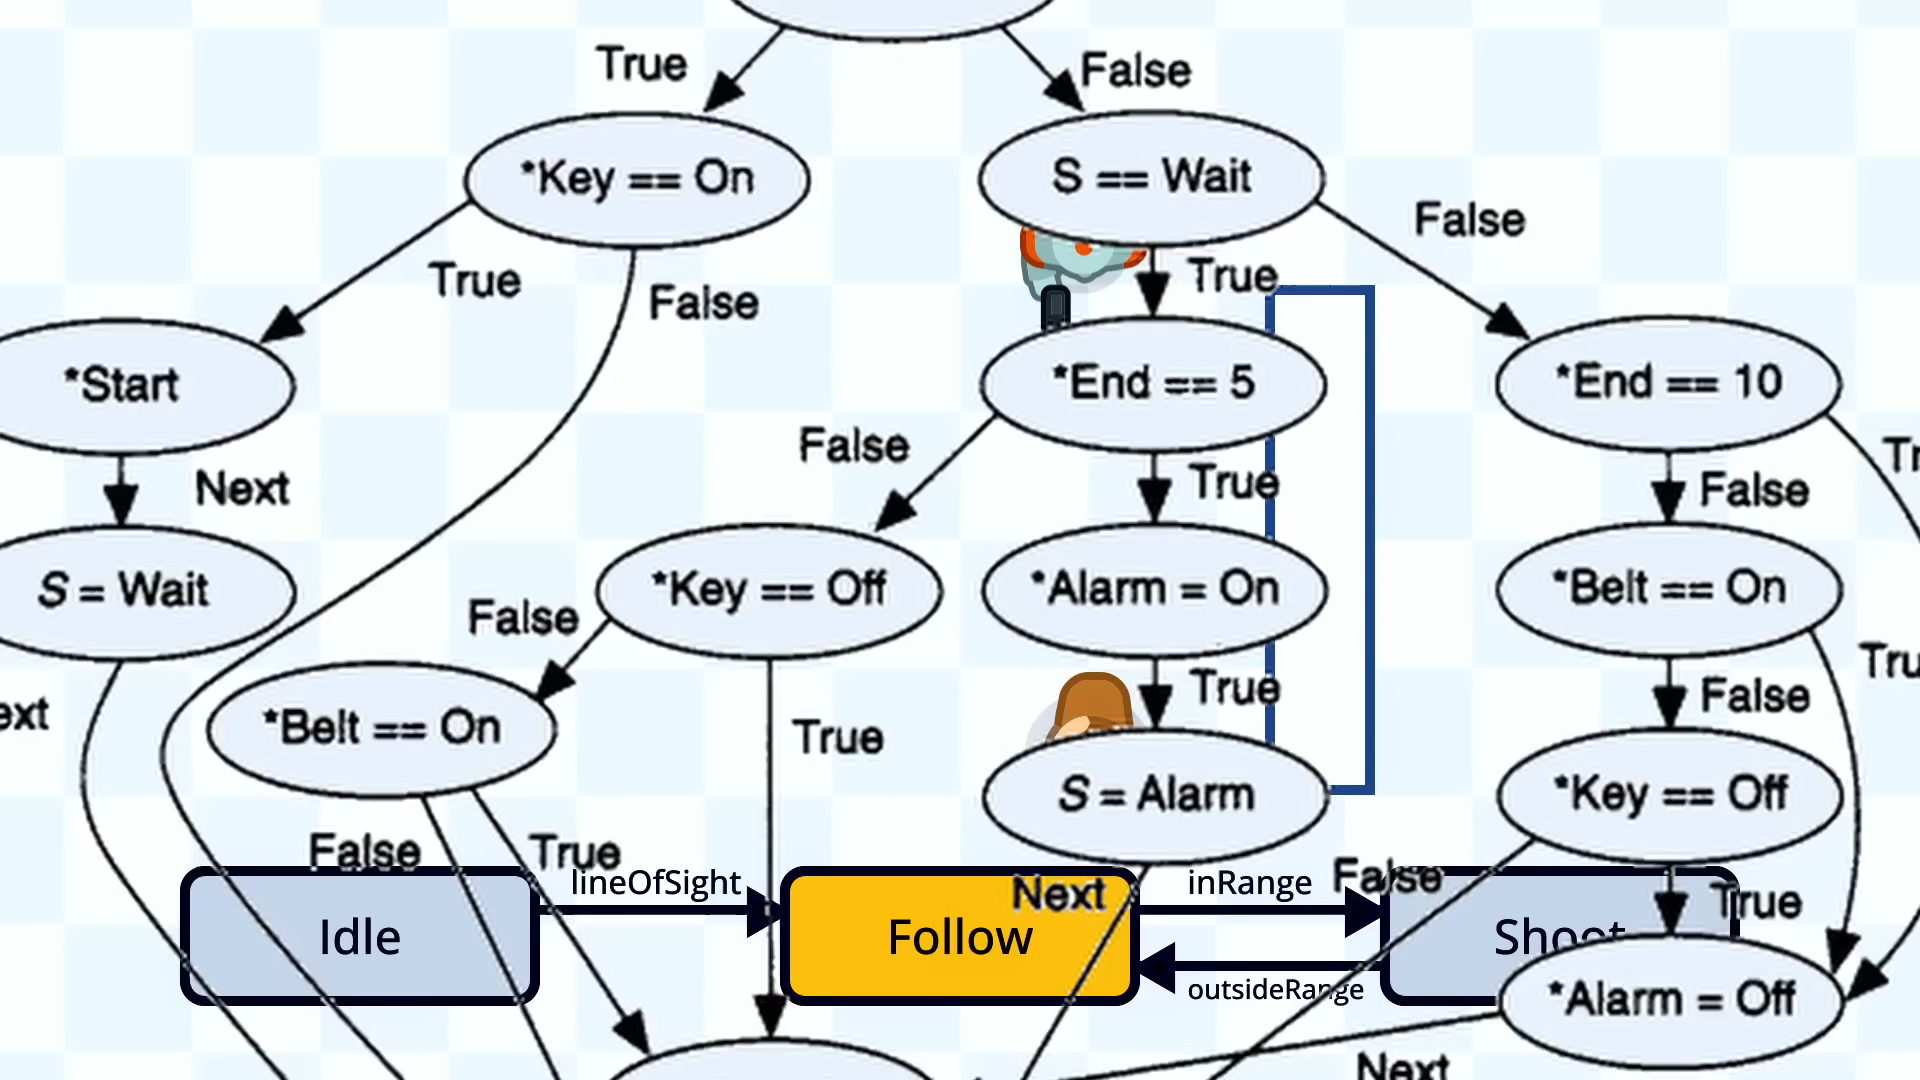 True
False
*Key == On
S == Wait
False
True
False
True
*Start
*End == 5
*End == 10
False
Next
True
False
S = Wait
*Key == Off
*Alarm = On
*Belt == On
False
True
False
*Belt == On
True
S = Alarm
*Key == Off
False
True
lineOfSight
Next
inRange
False
True
Idle
Follow
Shoot
outsideRange
*Alarm = Off
Next